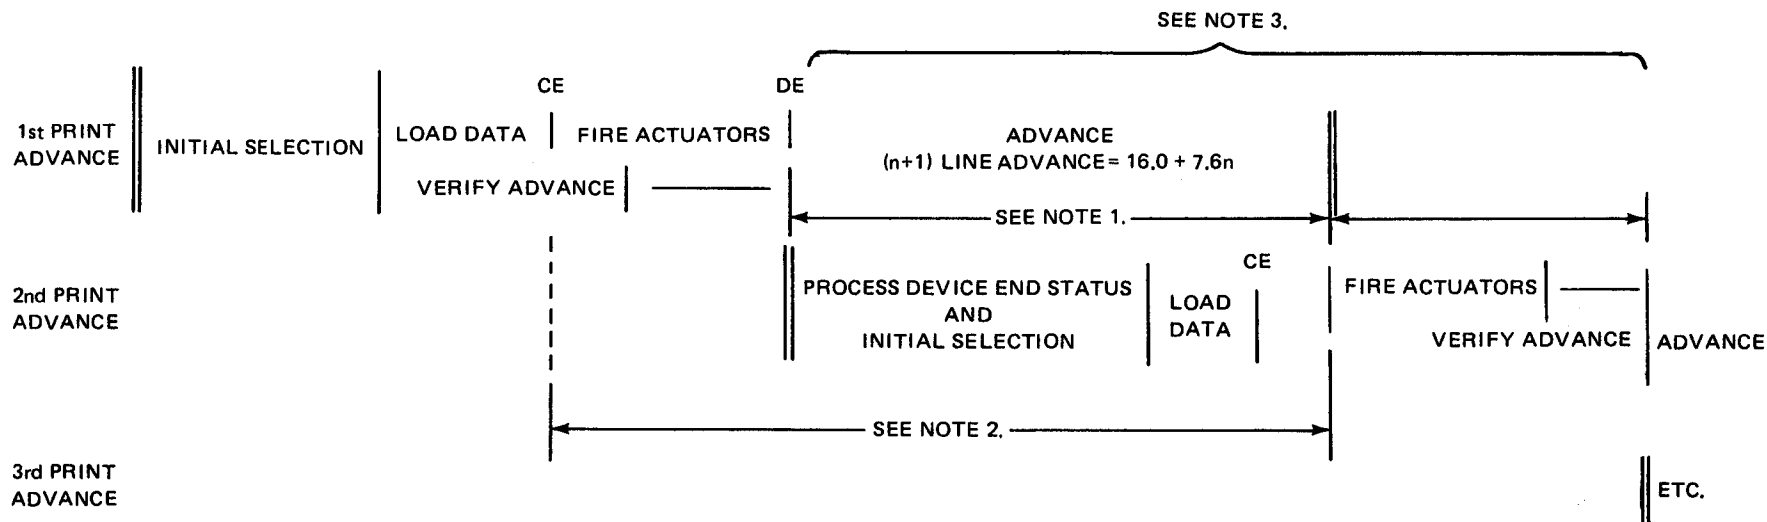 SEE NOTE 3.
CE
DE
1st PRINT
ADVANCE
INITIAL SELECTION
LOAD DATA
FIRE ACTUATORS
VERIFY ADVANCE
ADVANCE
(n+1) LINE ADVANCE = 16.0 + 7.6n
SEE NOTE 1.
2nd PRINT
ADVANCE
PROCESS DEVICE END STATUS
AND
INITIAL SELECTION
LOAD
DATA
CE
FIRE ACTUATORS
VERIFY ADVANCE
ADVANCE
SEE NOTE 2.
3rd PRINT
ADVANCE
ETC.